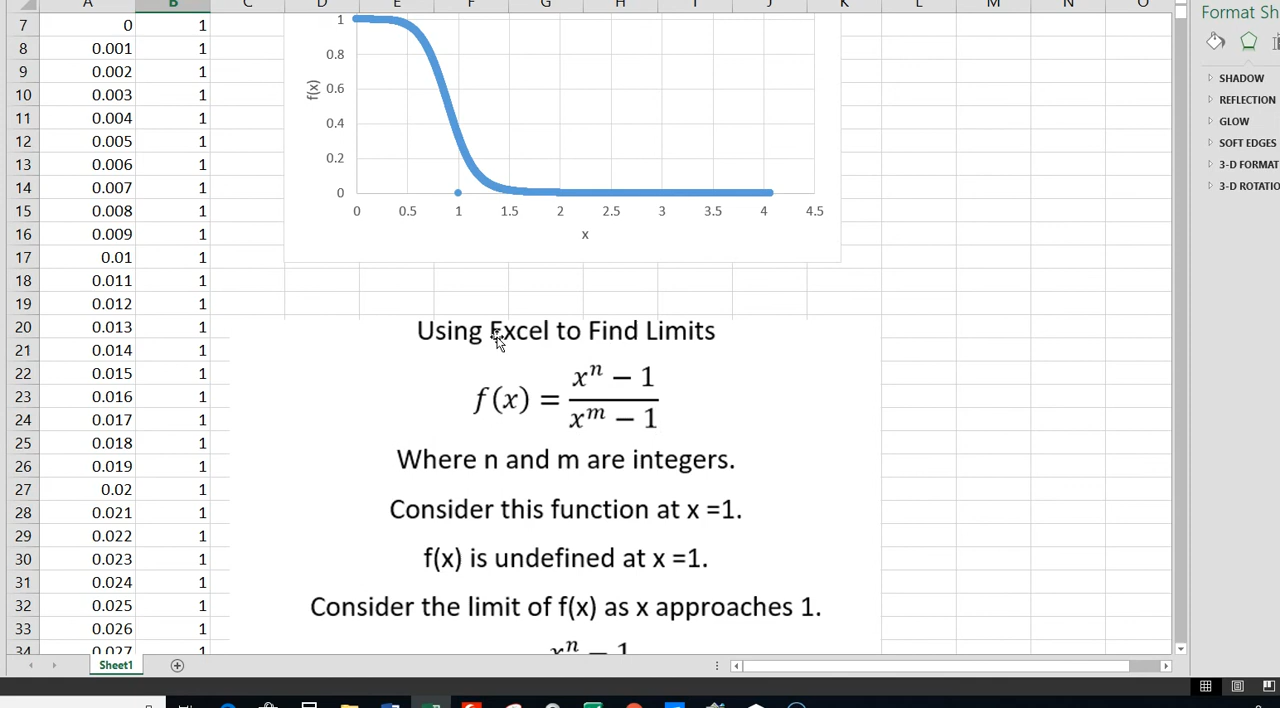 A B C D E F G H I J K L M N O
Format Sh
7 0 1
8 0.001 1
9 0.002 1
10 0.003 1
11 0.004 1
12 0.005 1
13 0.006 1
14 0.007 1
15 0.008 1
16 0.009 1
17 0.01 1
18 0.011 1
19 0.012 1
20 0.013 1
21 0.014 1
22 0.015 1
23 0.016 1
24 0.017 1
25 0.018 1
26 0.019 1
27 0.02 1
28 0.021 1
29 0.022 1
30 0.023 1
31 0.024 1
32 0.025 1
33 0.026 1
34 0.027 1
1
0.8
0.6
0.4
0.2
0
f(x)
0 0.5 1 1.5 2 2.5 3 3.5 4 4.5
x
Using Excel to Find Limits
f(x) = \frac{x^n − 1}{x^m − 1}
Where n and m are integers.
Consider this function at x =1.
f(x) is undefined at x =1.
Consider the limit of f(x) as x approaches 1.
x^n − 1
SHADOW
REFLECTION
GLOW
SOFT EDGES
3-D FORMAT
3-D ROTATIO
Sheet1